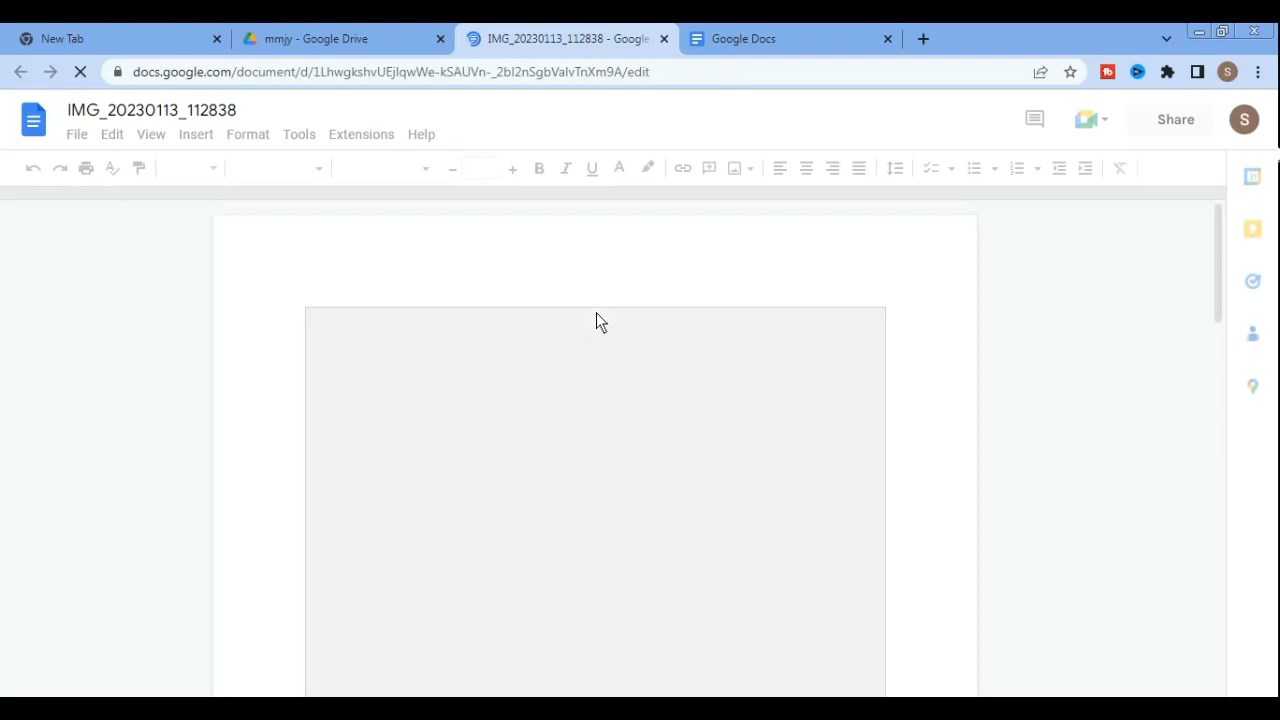 New Tab
mmjy - Google Drive
IMG_20230113_112838 - Google
Google Docs
docs.google.com/document/d/1LhwgkshvUEjlqwWe-kSAUVn-_2bI2nSgbValvTnXm9A/edit
IMG_20230113_112838
File Edit View Insert Format Tools Extensions Help
Share
S
S